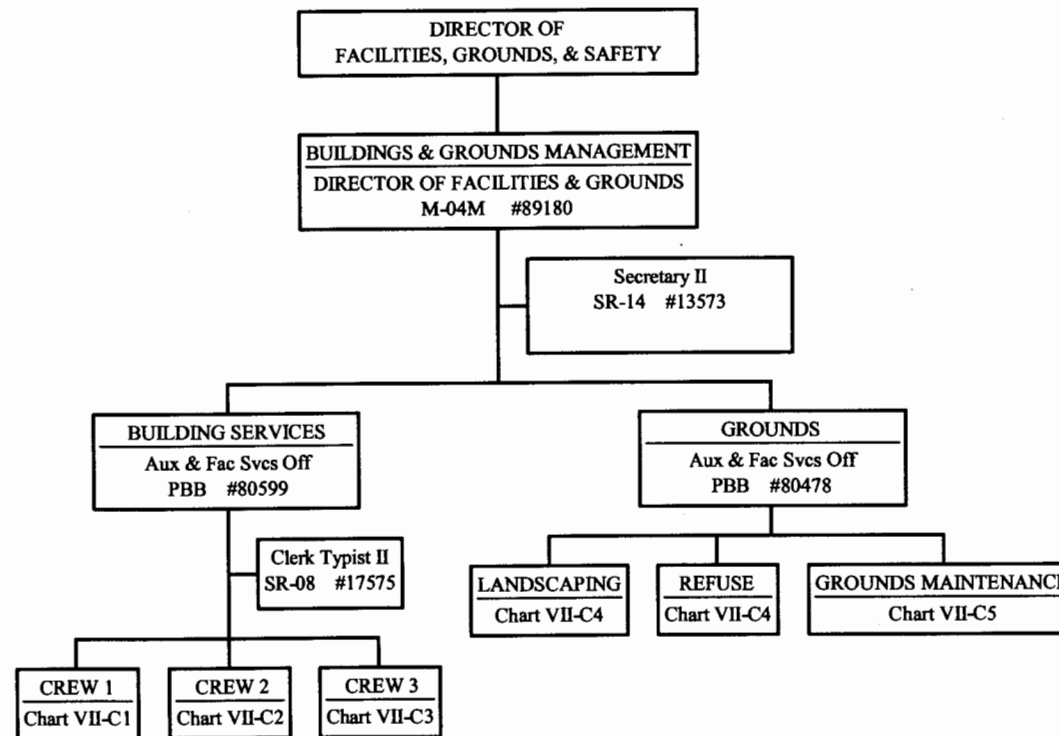 DIRECTOR OF
FACILITIES, GROUNDS, & SAFETY
BUILDINGS & GROUNDS MANAGEMENT
DIRECTOR OF FACILITIES & GROUNDS
M-04M #89180
Secretary II
SR-14 #13573
BUILDING SERVICES
Aux & Fac Svcs Off
PBB #80599
GROUNDS
Aux & Fac Svcs Off
PBB #80478
Clerk Typist II
SR-08 #17575
LANDSCAPING
Chart VII-C4
REFUSE
Chart VII-C4
GROUNDS MAINTENANCE
Chart VII-C5
CREW 1
Chart VII-C1
CREW 2
Chart VII-C2
CREW 3
Chart VII-C3